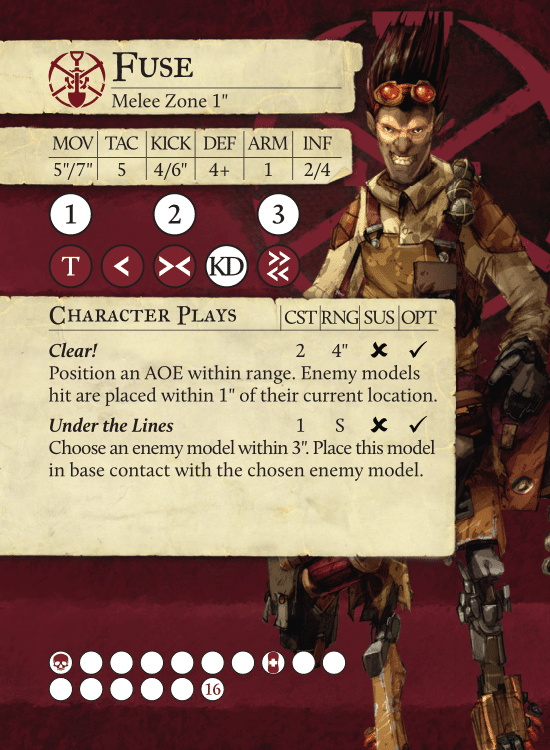 FUSE
Melee Zone 1"
MOV TAC KICK DEF ARM INF
5"/7" 5 4/6" 4+ 1 2/4
1 2 3
T < >< KD
CHARACTER PLAYS CST RNG SUS OPT
Clear! 2 4" ✘ ✓
Position an AOE within range. Enemy models
hit are placed within 1" of their current location.
Under the Lines 1 S ✘ ✓
Choose an enemy model within 3". Place this model
in base contact with the chosen enemy model.
16